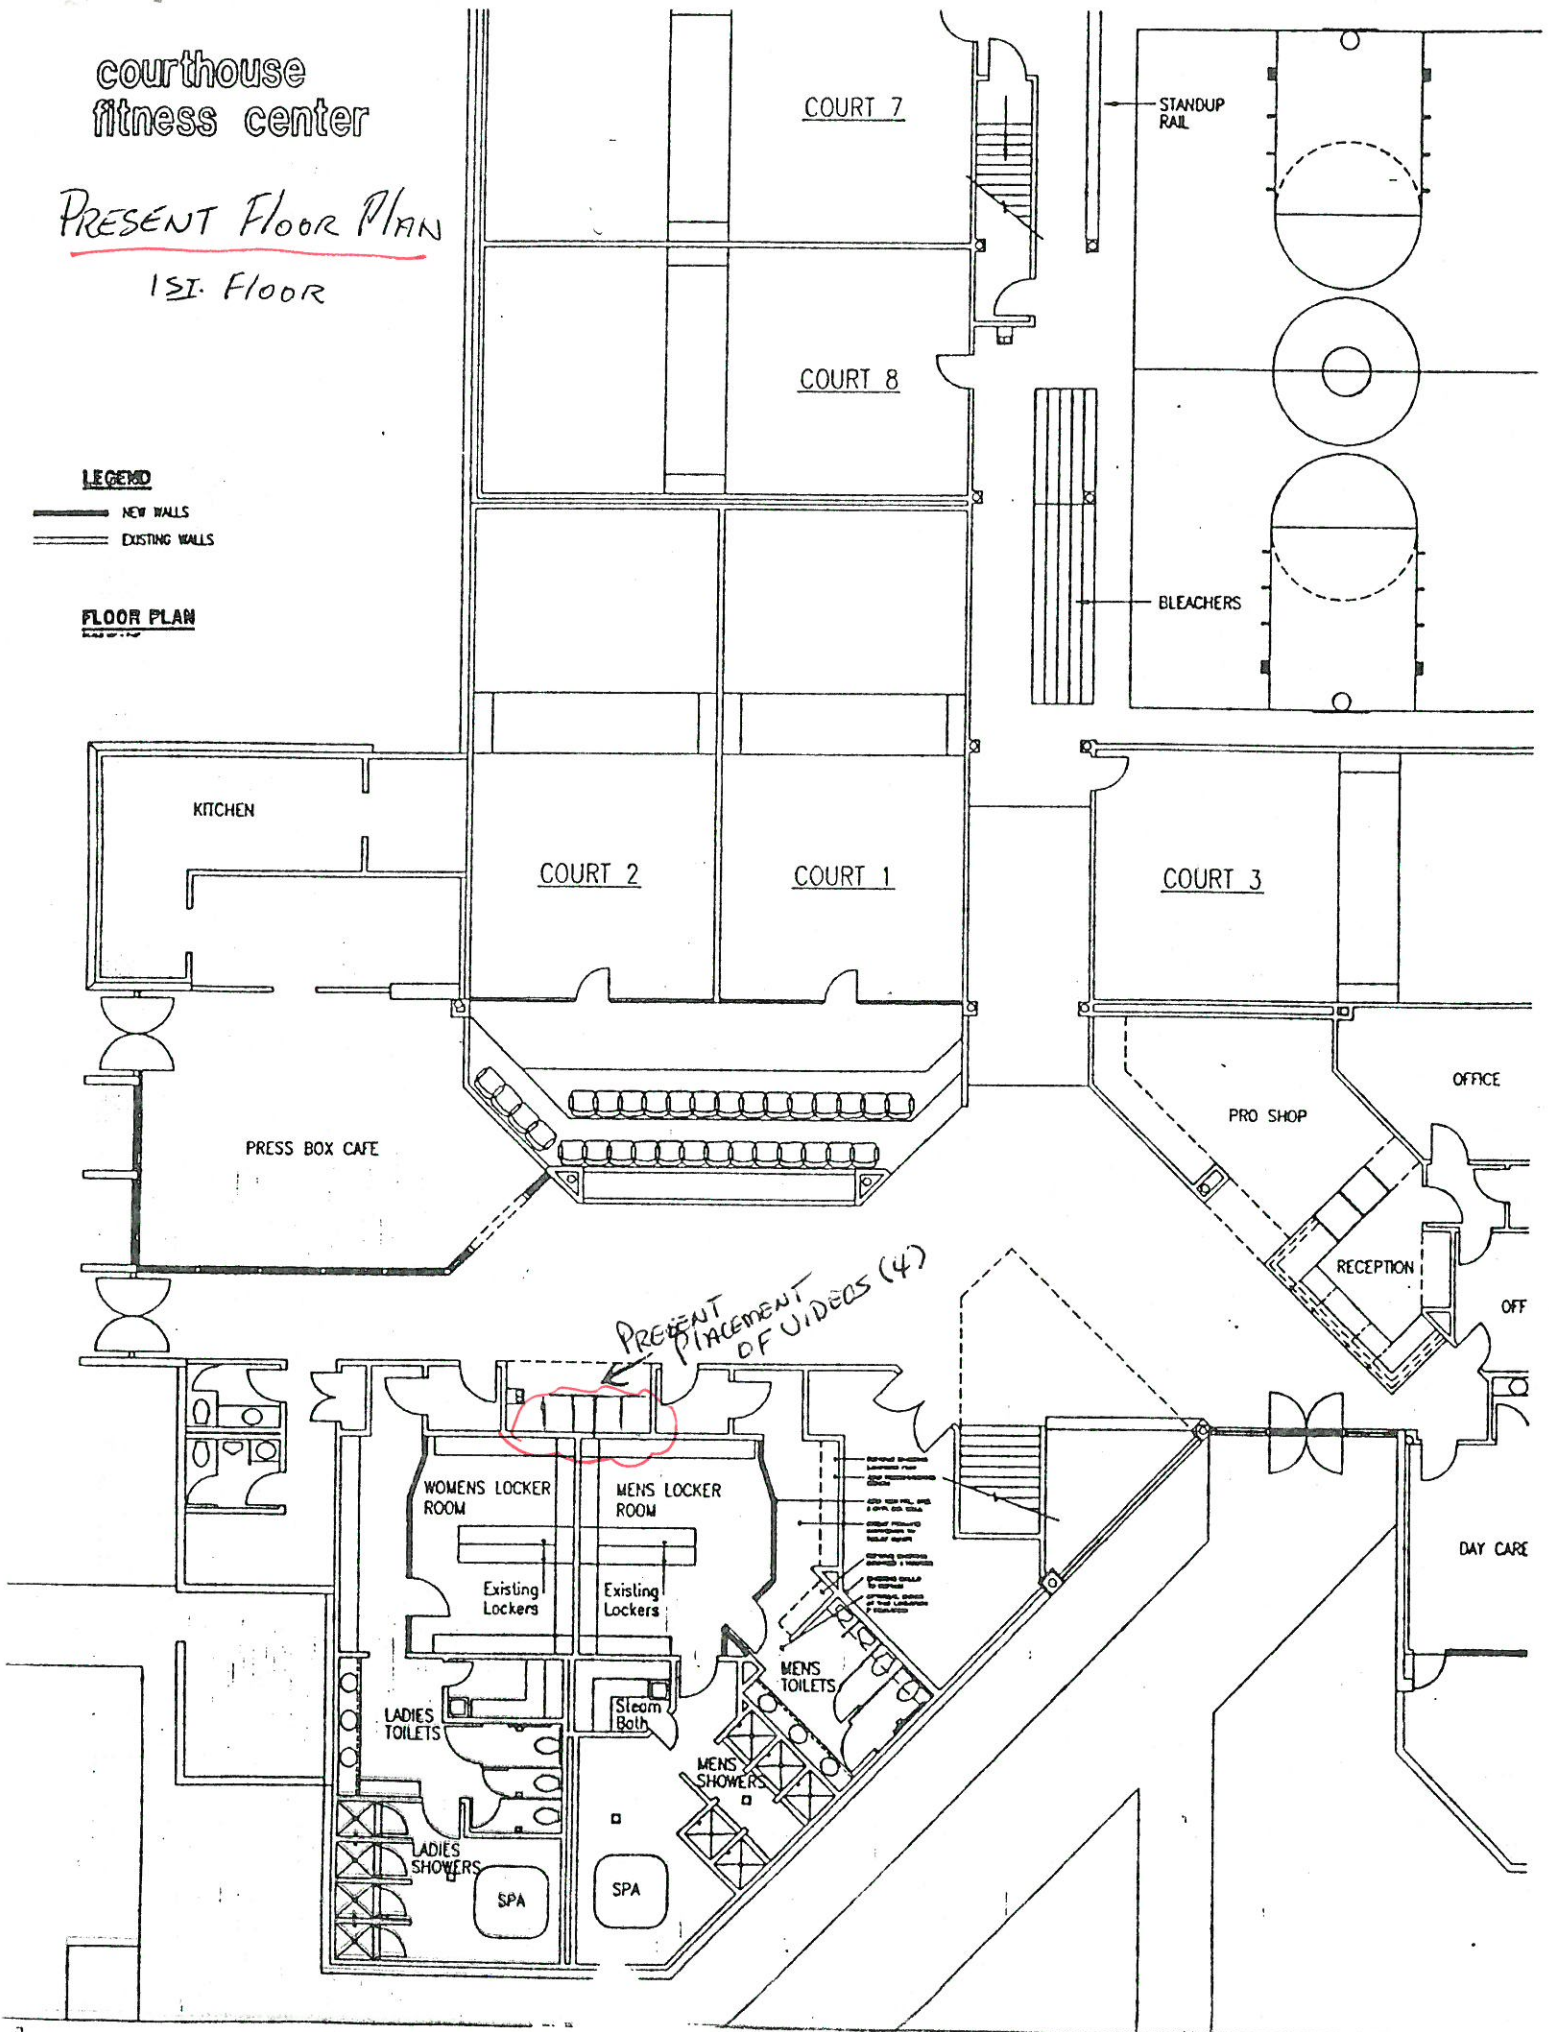 courthouse
fitness center
PRESENT FLOOR PLAN
1ST. FLOOR
LEGEND
NEW WALLS
EXISTING WALLS
FLOOR PLAN
COURT 7
STANDUP
RAIL
COURT 8
BLEACHERS
KITCHEN
COURT 2
COURT 1
COURT 3
OFFICE
PRO SHOP
PRESS BOX CAFE
RECEPTION
OFF
PRESENT
PLACEMENT
OF VIDEOS (4)
WOMENS LOCKER
ROOM
MENS LOCKER
ROOM
Existing
Lockers
Existing
Lockers
DAY CARE
MENS
TOILETS
Steam
Bath
LADIES
TOILETS
MENS
SHOWERS
LADIES
SHOWERS
SPA
SPA